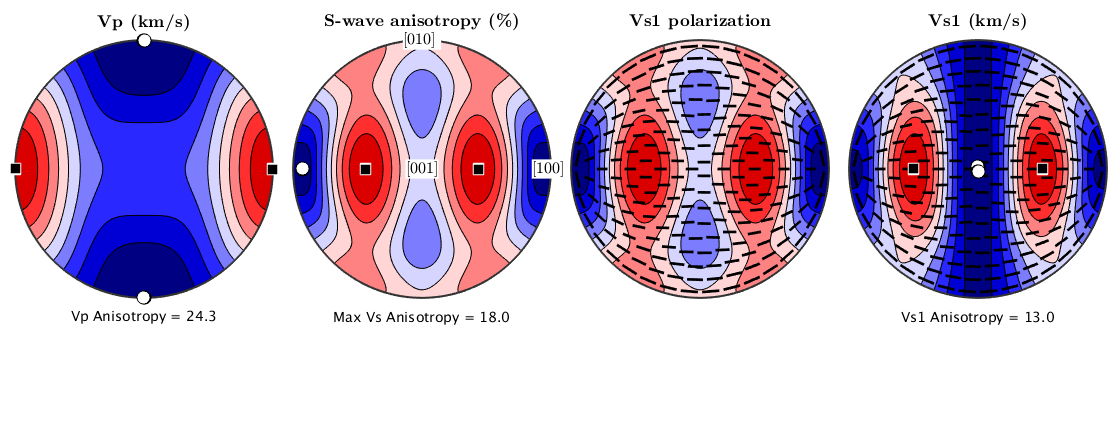 Vp (km/s)
S-wave anisotropy (%)
Vs1 polarization
Vs1 (km/s)
[010]
[001]
[100]
Vp Anisotropy = 24.3
Max Vs Anisotropy = 18.0
Vs1 Anisotropy = 13.0